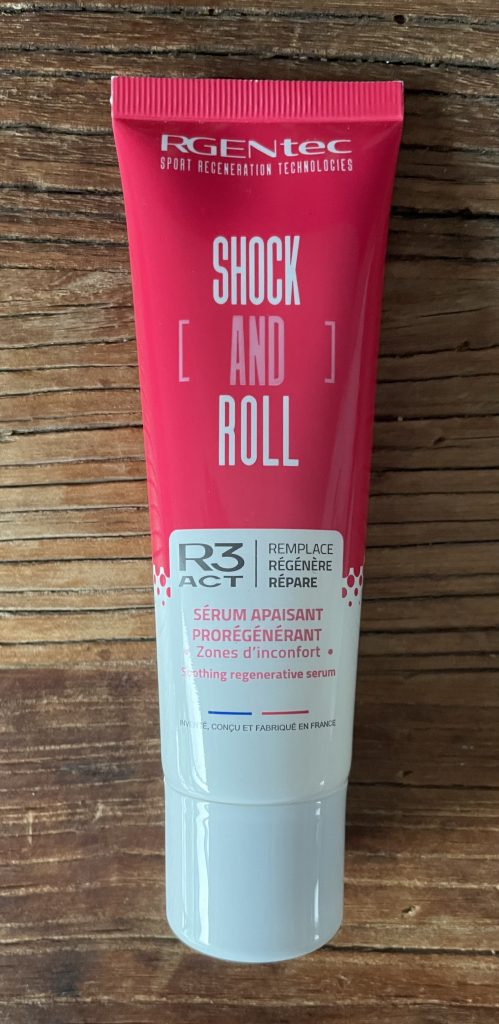 RGENtec
SPORT REGENERATION TECHNOLOGIES
SHOCK
[ AND ]
ROLL
R3
ACT
REMPLACE
RÉGÉNÈRE
RÉPARE
SÉRUM APAISANT
PRORÉGÉNÉRANT
• Zones d'inconfort •
Soothing regenerative serum
INVENTÉ, CONÇU ET FABRIQUÉ EN FRANCE